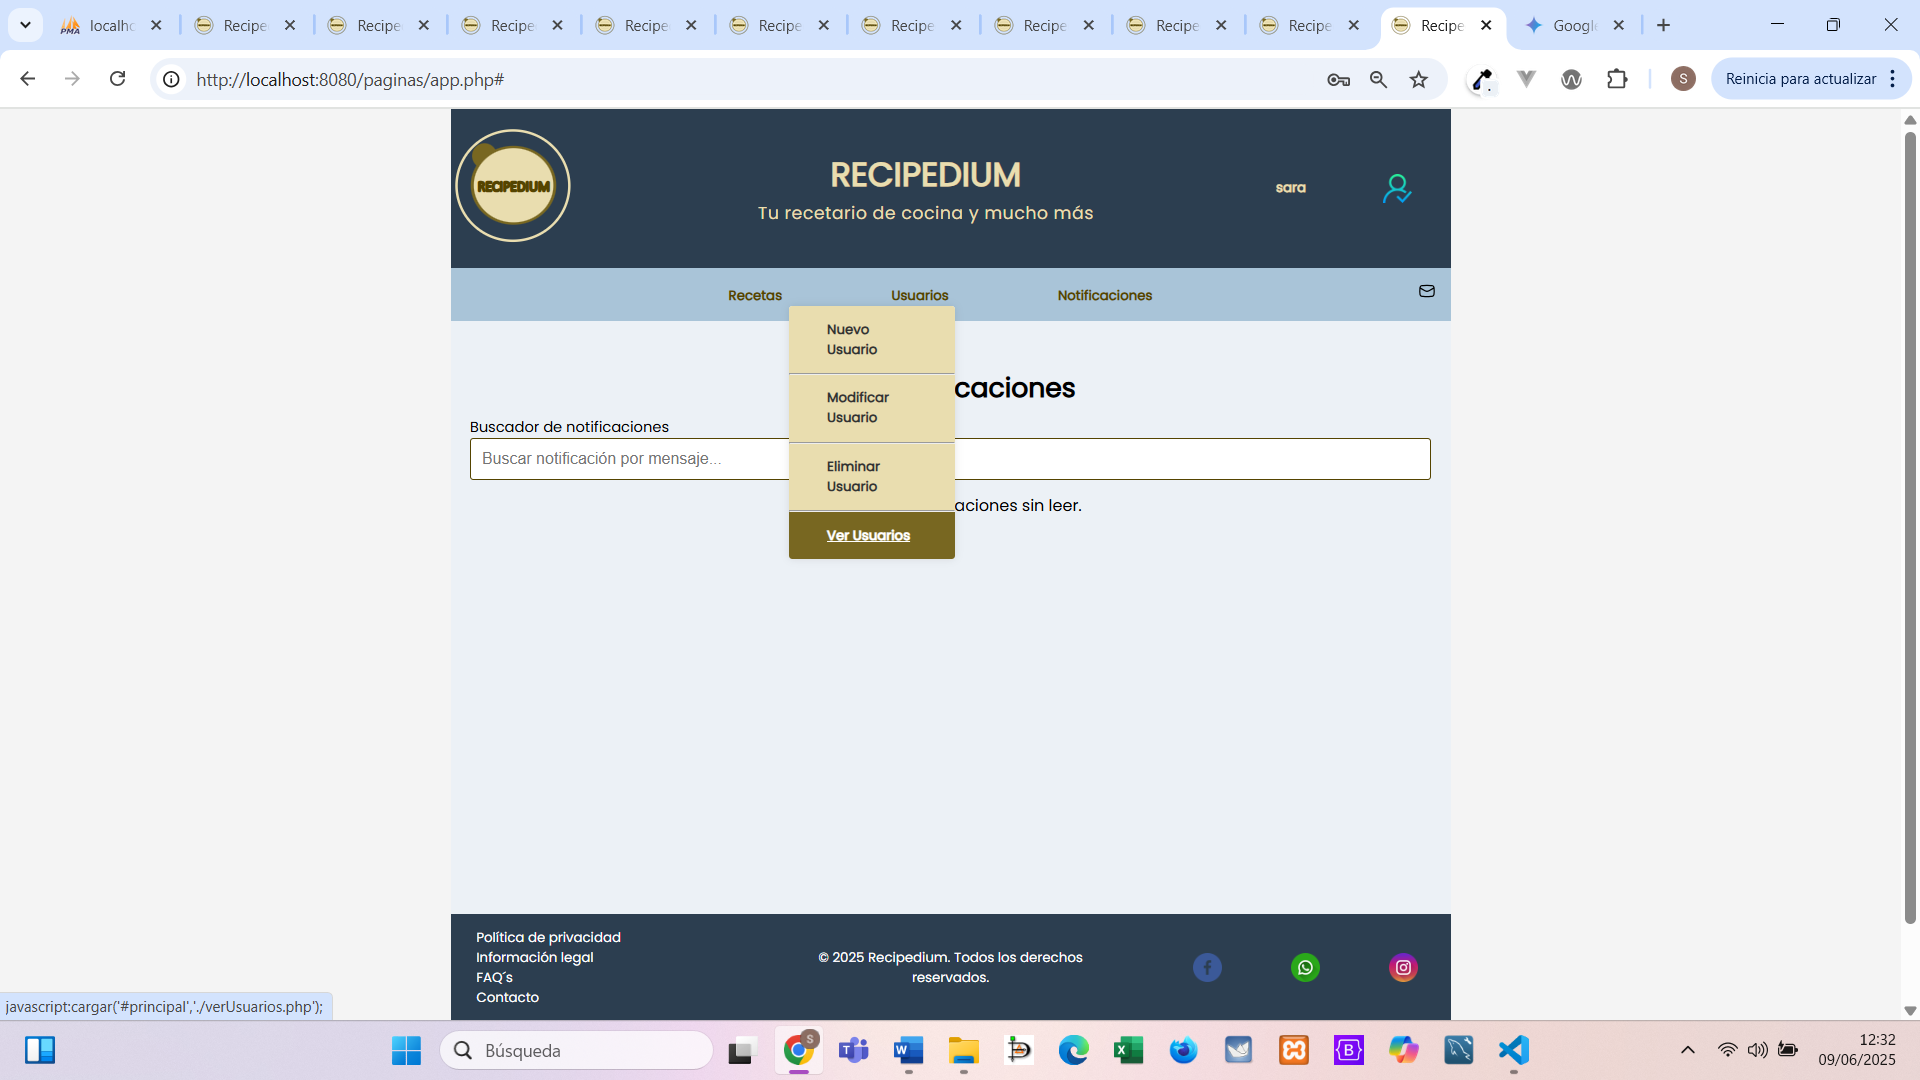 localho
Recipe
Recipe
Recipe
Recipe
Recipe
Recipe
Recipe
Recipe
Recipe
Recipe
Google
http://localhost:8080/paginas/app.php#
S
Reinicia para actualizar
RECIPEDIUM
RECIPEDIUM
Tu recetario de cocina y mucho más
sara
Recetas
Usuarios
Notificaciones
Nuevo
Usuario
Modificar
Usuario
Eliminar
Usuario
Ver Usuarios
caciones
Buscador de notificaciones
Buscar notificación por mensaje...
aciones sin leer.
Política de privacidad
Información legal
FAQ´s
Contacto
© 2025 Recipedium. Todos los derechos
reservados.
javascript:cargar('#principal','./verUsuarios.php');
Búsqueda
12:32
09/06/2025